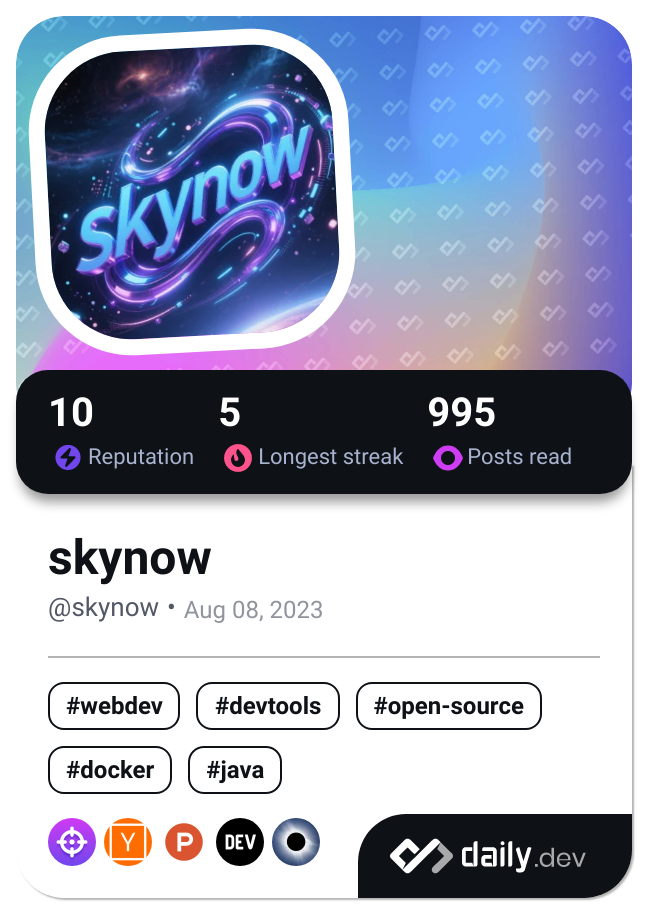 skynow
10 5 995
Reputation Longest streak Posts read
skynow
@skynow • Aug 08, 2023
#webdev #devtools #open-source
#docker #java
Y P DEV daily.dev